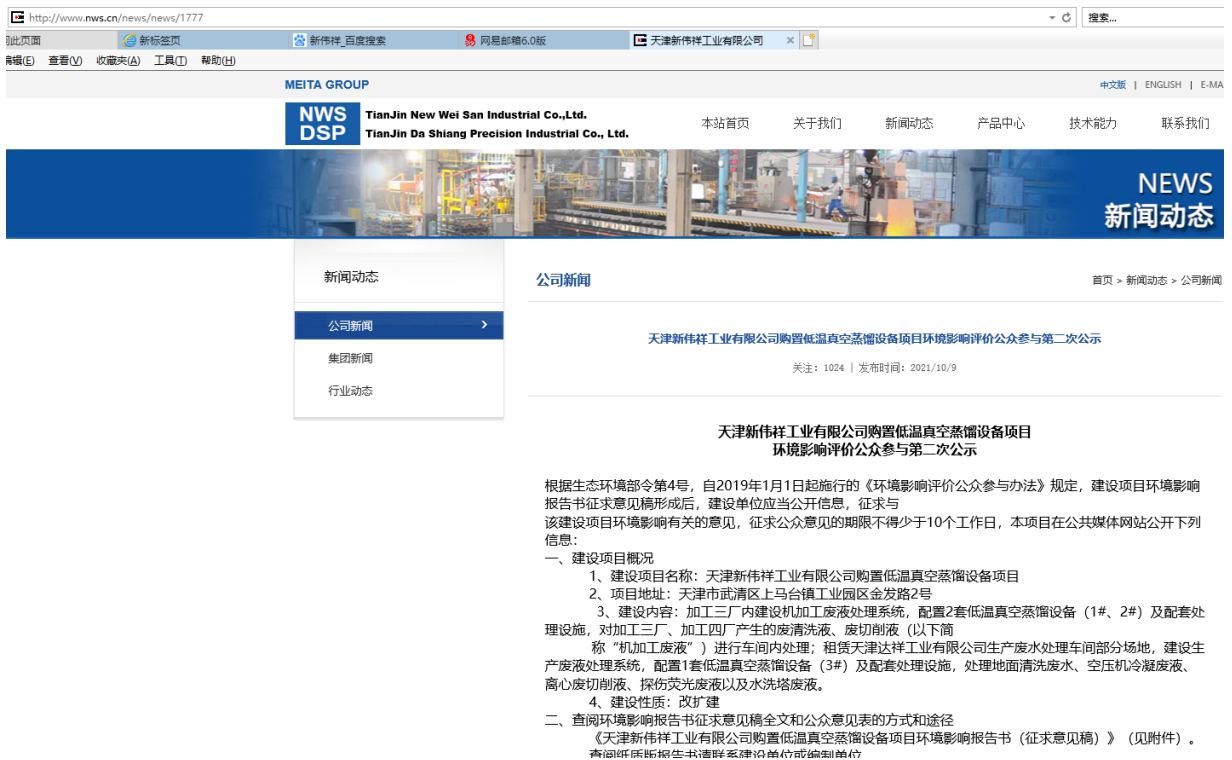 http://www.nws.cn/news/news/1777
搜索...
此页面
新标签页
新伟祥_百度搜索
网易邮箱6.0版
天津新伟祥工业有限公司
编辑(E) 查看(V) 收藏夹(A) 工具(T) 帮助(H)
MEITA GROUP
中文版 | ENGLISH | E-MA
NWS
DSP
TianJin New Wei San Industrial Co.,Ltd.
TianJin Da Shiang Precision Industrial Co., Ltd.
本站首页 关于我们 新闻动态 产品中心 技术能力 联系我们
NEWS
新闻动态
新闻动态
公司新闻
集团新闻
行业动态
公司新闻
首页 > 新闻动态 > 公司新闻
天津新伟祥工业有限公司购置低温真空蒸馏设备项目环境影响评价公众参与第二次公示
关注：1024 | 发布时间：2021/10/9
天津新伟祥工业有限公司购置低温真空蒸馏设备项目
环境影响评价公众参与第二次公示
根据生态环境部令第4号，自2019年1月1日起施行的《环境影响评价公众参与办法》规定，建设项目环境影响
报告书征求意见稿形成后，建设单位应当公开信息，征求与
该建设项目环境影响有关的意见，征求公众意见的期限不得少于10个工作日，本项目在公共媒体网站公开下列
信息：
一、建设项目概况
1、建设项目名称：天津新伟祥工业有限公司购置低温真空蒸馏设备项目
2、项目地址：天津市武清区上马台镇工业园区金发路2号
3、建设内容：加工三厂内建设机加工废液处理系统，配置2套低温真空蒸馏设备（1#、2#）及配套处
理设施，对加工三厂、加工四厂产生的废清洗液、废切削液（以下简
称“机加工废液”）进行车间内处理；租赁天津达祥工业有限公司生产废水处理车间部分场地，建设生
产废液处理系统，配置1套低温真空蒸馏设备（3#）及配套处理设施，处理地面清洗废水、空压机冷凝废液、
离心废切削液、探伤荧光废液以及水洗塔废液。
4、建设性质：改扩建
二、查阅环境影响报告书征求意见稿全文和公众意见表的方式和途径
《天津新伟祥工业有限公司购置低温真空蒸馏设备项目环境影响报告书（征求意见稿）》（见附件）。
查阅纸质版报告书请联系建设单位或编制单位